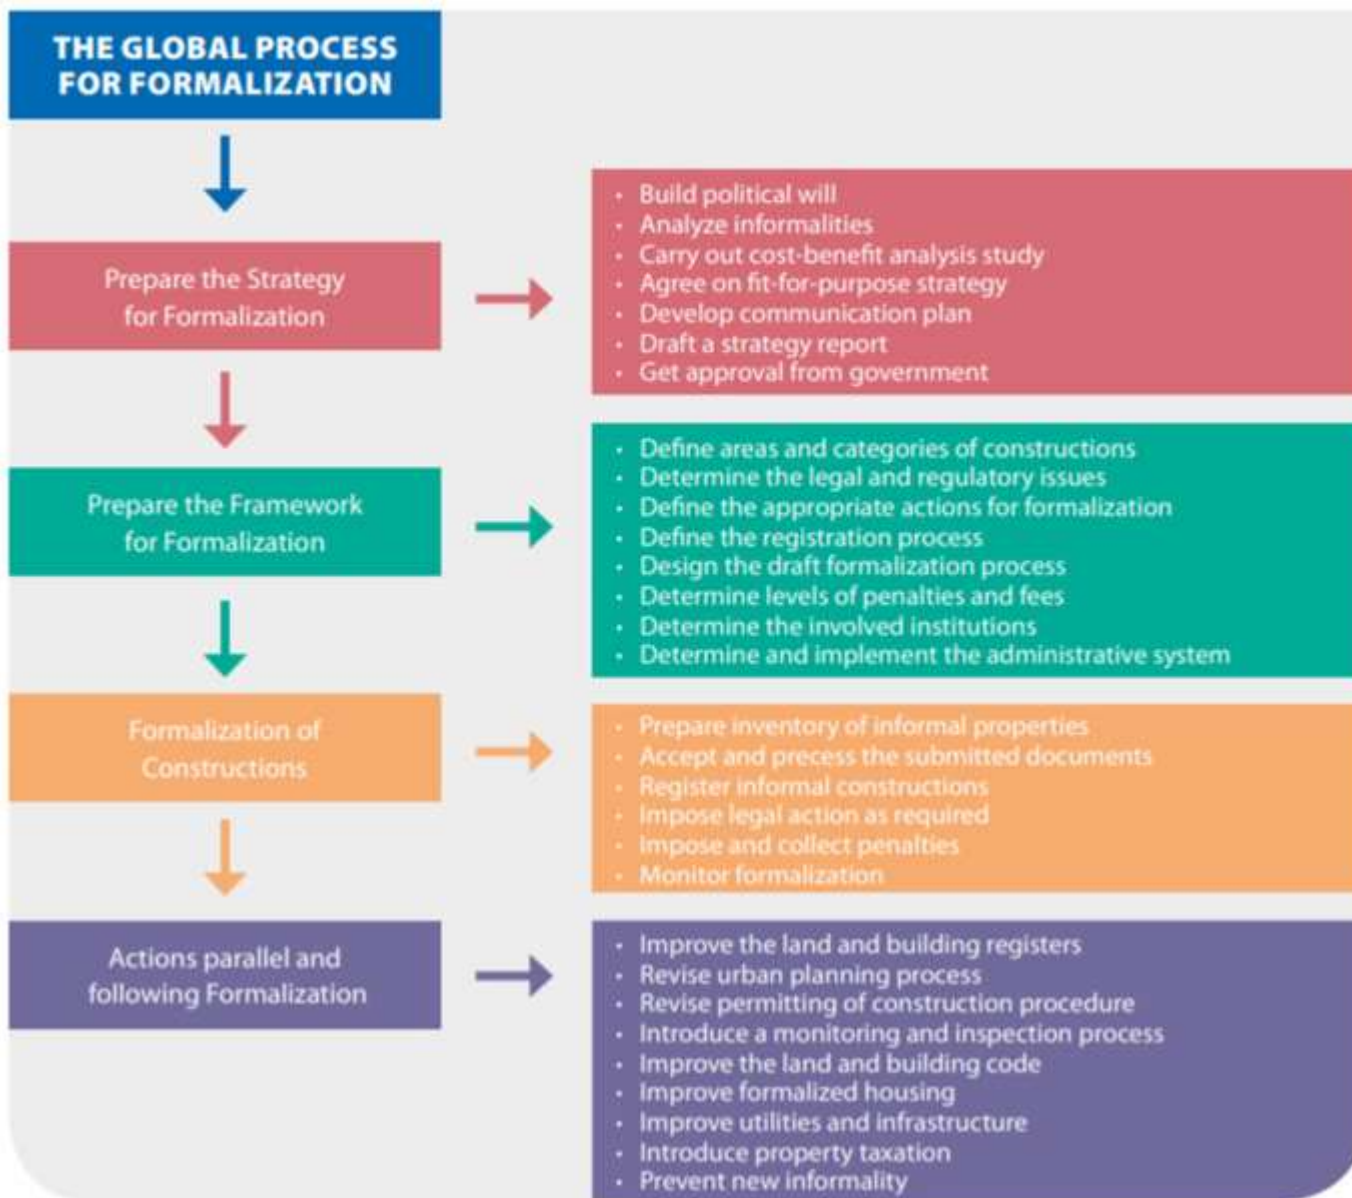 THE GLOBAL PROCESS
FOR FORMALIZATION
Prepare the Strategy
for Formalization
• Build political will
• Analyze informalities
• Carry out cost-benefit analysis study
• Agree on fit-for-purpose strategy
• Develop communication plan
• Draft a strategy report
• Get approval from government
Prepare the Framework
for Formalization
• Define areas and categories of constructions
• Determine the legal and regulatory issues
• Define the appropriate actions for formalization
• Define the registration process
• Design the draft formalization process
• Determine levels of penalties and fees
• Determine the involved institutions
• Determine and implement the administrative system
Formalization of
Constructions
• Prepare inventory of informal properties
• Accept and precess the submitted documents
• Register informal constructions
• Impose legal action as required
• Impose and collect penalties
• Monitor formalization
Actions parallel and
following Formalization
• Improve the land and building registers
• Revise urban planning process
• Revise permitting of construction procedure
• Introduce a monitoring and inspection process
• Improve the land and building code
• Improve formalized housing
• Improve utilities and infrastructure
• Introduce property taxation
• Prevent new informality